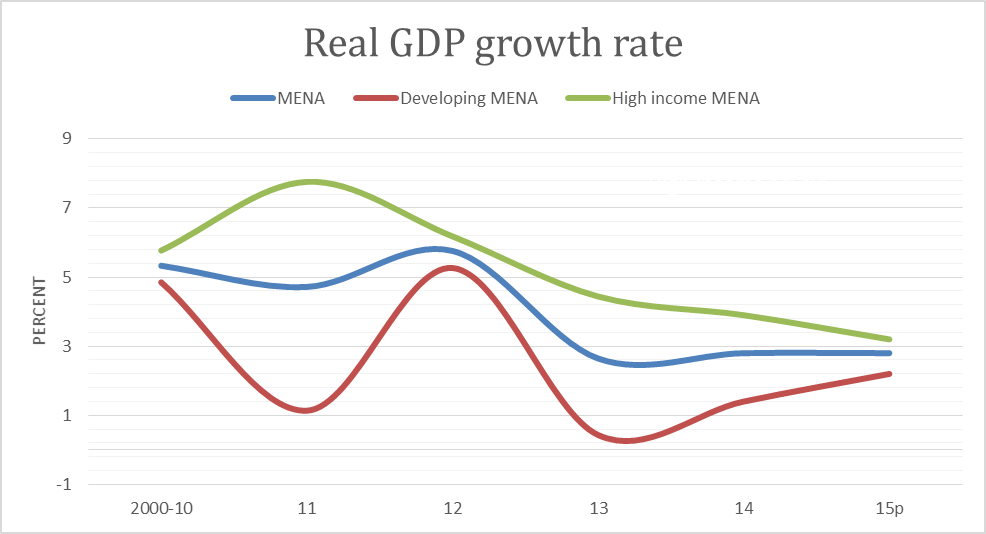 Real GDP growth rate
MENA Developing MENA High income MENA
9
7
5
3
1
-1
PERCENT
2000-10 11 12 13 14 15p